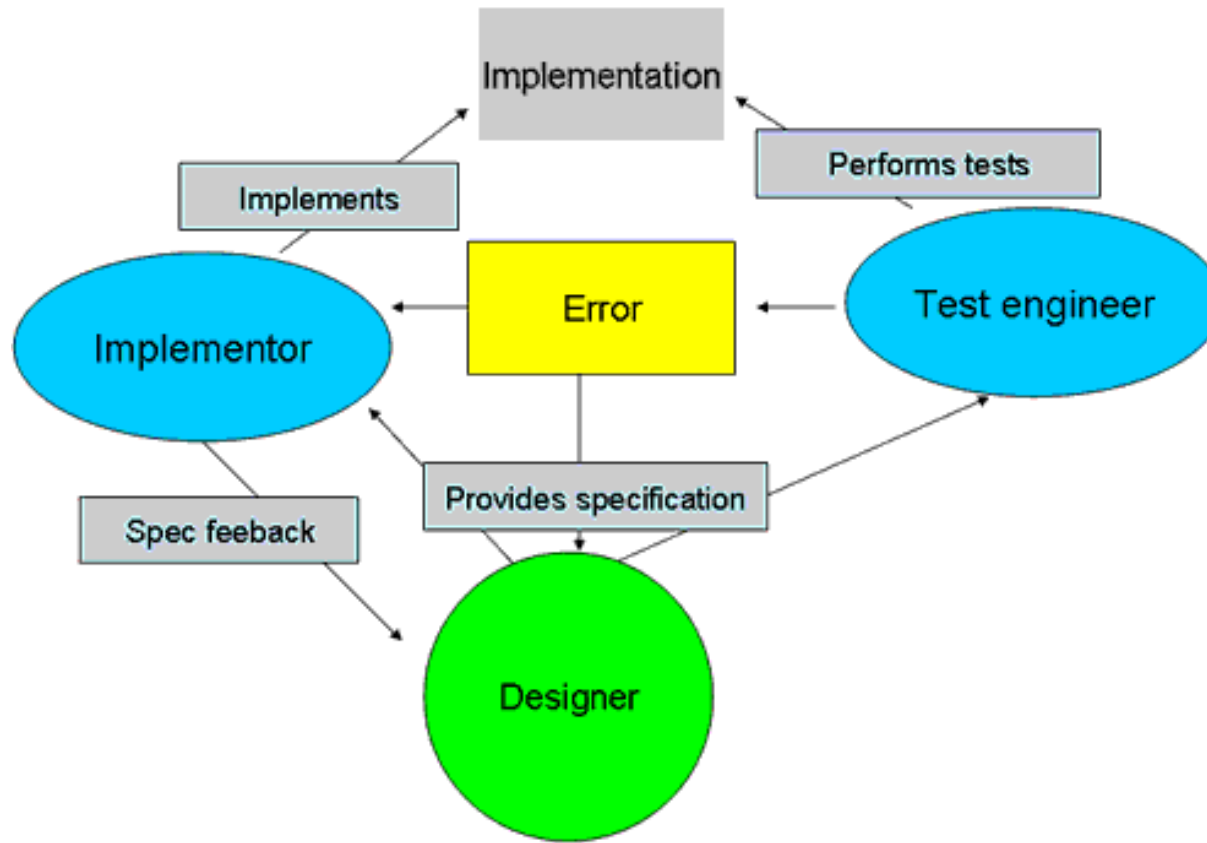 Implementation
Performs tests
Implements
Error
Test engineer
Implementor
Provides specification
Spec feeback
Designer